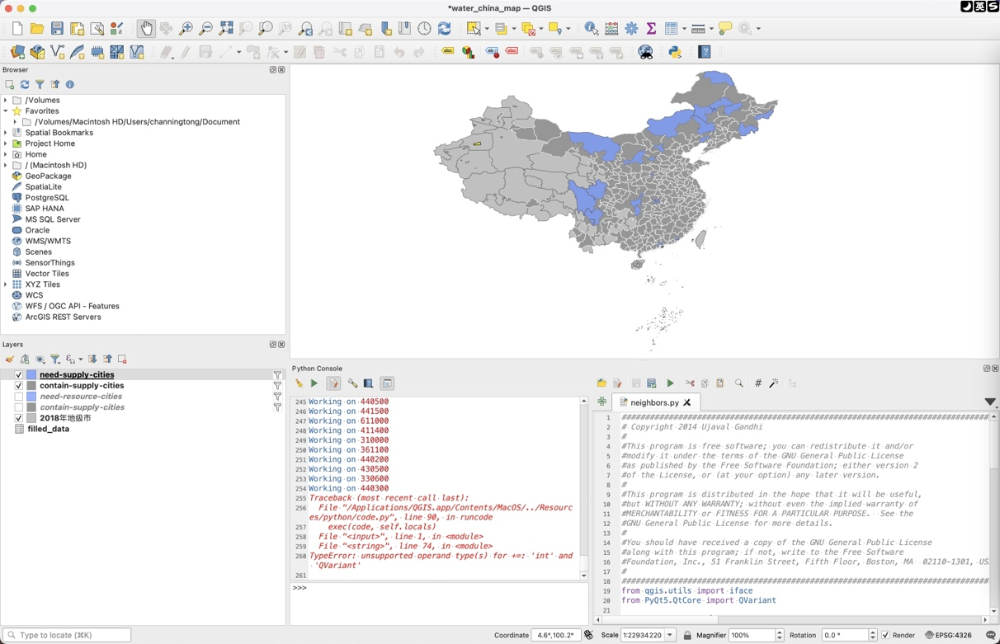 *water_china_map — QGIS
英
abc
abc
ab
abc
Browser
/Volumes
Favorites
/Volumes/Macintosh HD/Users/channingtong/Document
Spatial Bookmarks
Project Home
Home
/ (Macintosh HD)
GeoPackage
SpatiaLite
PostgreSQL
SAP HANA
MS SQL Server
Oracle
WMS/WMTS
Scenes
SensorThings
Vector Tiles
XYZ Tiles
WCS
WFS / OGC API - Features
ArcGIS REST Servers
Layers
need-supply-cities
contain-supply-cities
need-resource-cities
contain-supply-cities
2018年地级市
filled_data
Python Console
245 Working on 440500
246 Working on 441500
247 Working on 611000
248 Working on 411400
249 Working on 310000
250 Working on 361100
251 Working on 440200
252 Working on 430500
253 Working on 330600
254 Working on 440300
255 Traceback (most recent call last):
256 File "/Applications/QGIS.app/Contents/MacOS/../Resourc
es/python/code.py", line 90, in runcode
257 exec(code, self.locals)
258 File "<input>", line 1, in <module>
259 File "<string>", line 74, in <module>
260 TypeError: unsupported operand type(s) for +=: 'int' and
'QVariant'
261
>>>
neighbors.py
1 ########################################################################
2 # Copyright 2014 Ujaval Gandhi
3 #
4 #This program is free software; you can redistribute it and/or
5 #modify it under the terms of the GNU General Public License
6 #as published by the Free Software Foundation; either version 2
7 #of the License, or (at your option) any later version.
8 #
9 #This program is distributed in the hope that it will be useful,
10 #but WITHOUT ANY WARRANTY; without even the implied warranty of
11 #MERCHANTABILITY or FITNESS FOR A PARTICULAR PURPOSE. See the
12 #GNU General Public License for more details.
13 #
14 #You should have received a copy of the GNU General Public License
15 #along with this program; if not, write to the Free Software
16 #Foundation, Inc., 51 Franklin Street, Fifth Floor, Boston, MA 02110-1301, US
17 #
18 ########################################################################
19 from qgis.utils import iface
20 from PyQt5.QtCore import QVariant
21
Type to locate (⌘K)
Coordinate 4.6°,100.2° Scale 1:22934220 Magnifier 100% Rotation 0.0 ° Render EPSG:4326